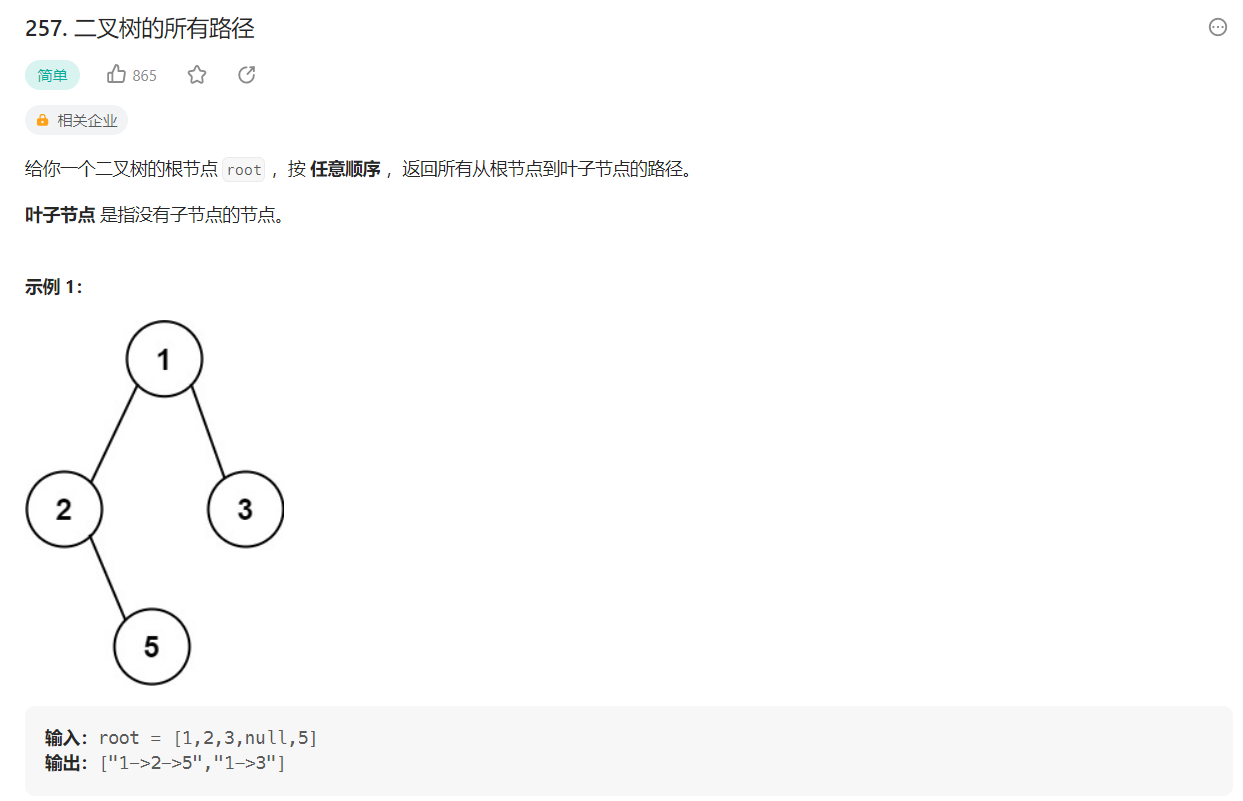 257. 二叉树的所有路径
简单 865
相关企业
给你一个二叉树的根节点 root ，按 任意顺序 ，返回所有从根节点到叶子节点的路径。
叶子节点 是指没有子节点的节点。
示例 1：
1
2 3
5
输入：root = [1,2,3,null,5]
输出：["1->2->5","1->3"]